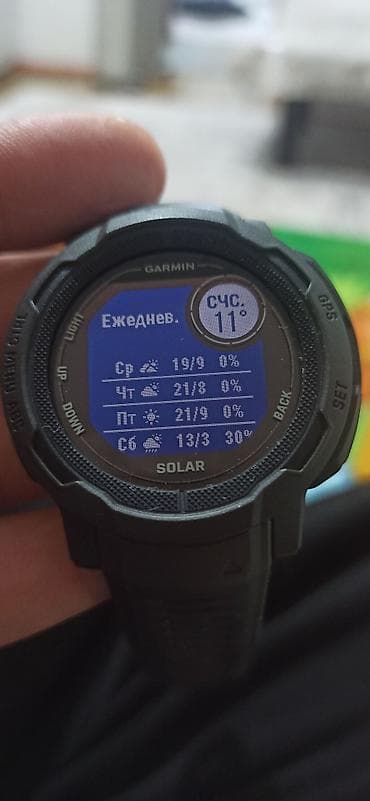 GARMIN
GPS
LIGHT
СЧС.
11°
Ежеднев.
Ср 19/9 0%
UP
Чт 21/8 0%
SET
BACK
DOWN
Пт 21/9 0%
Сб 13/3 30%
SOLAR